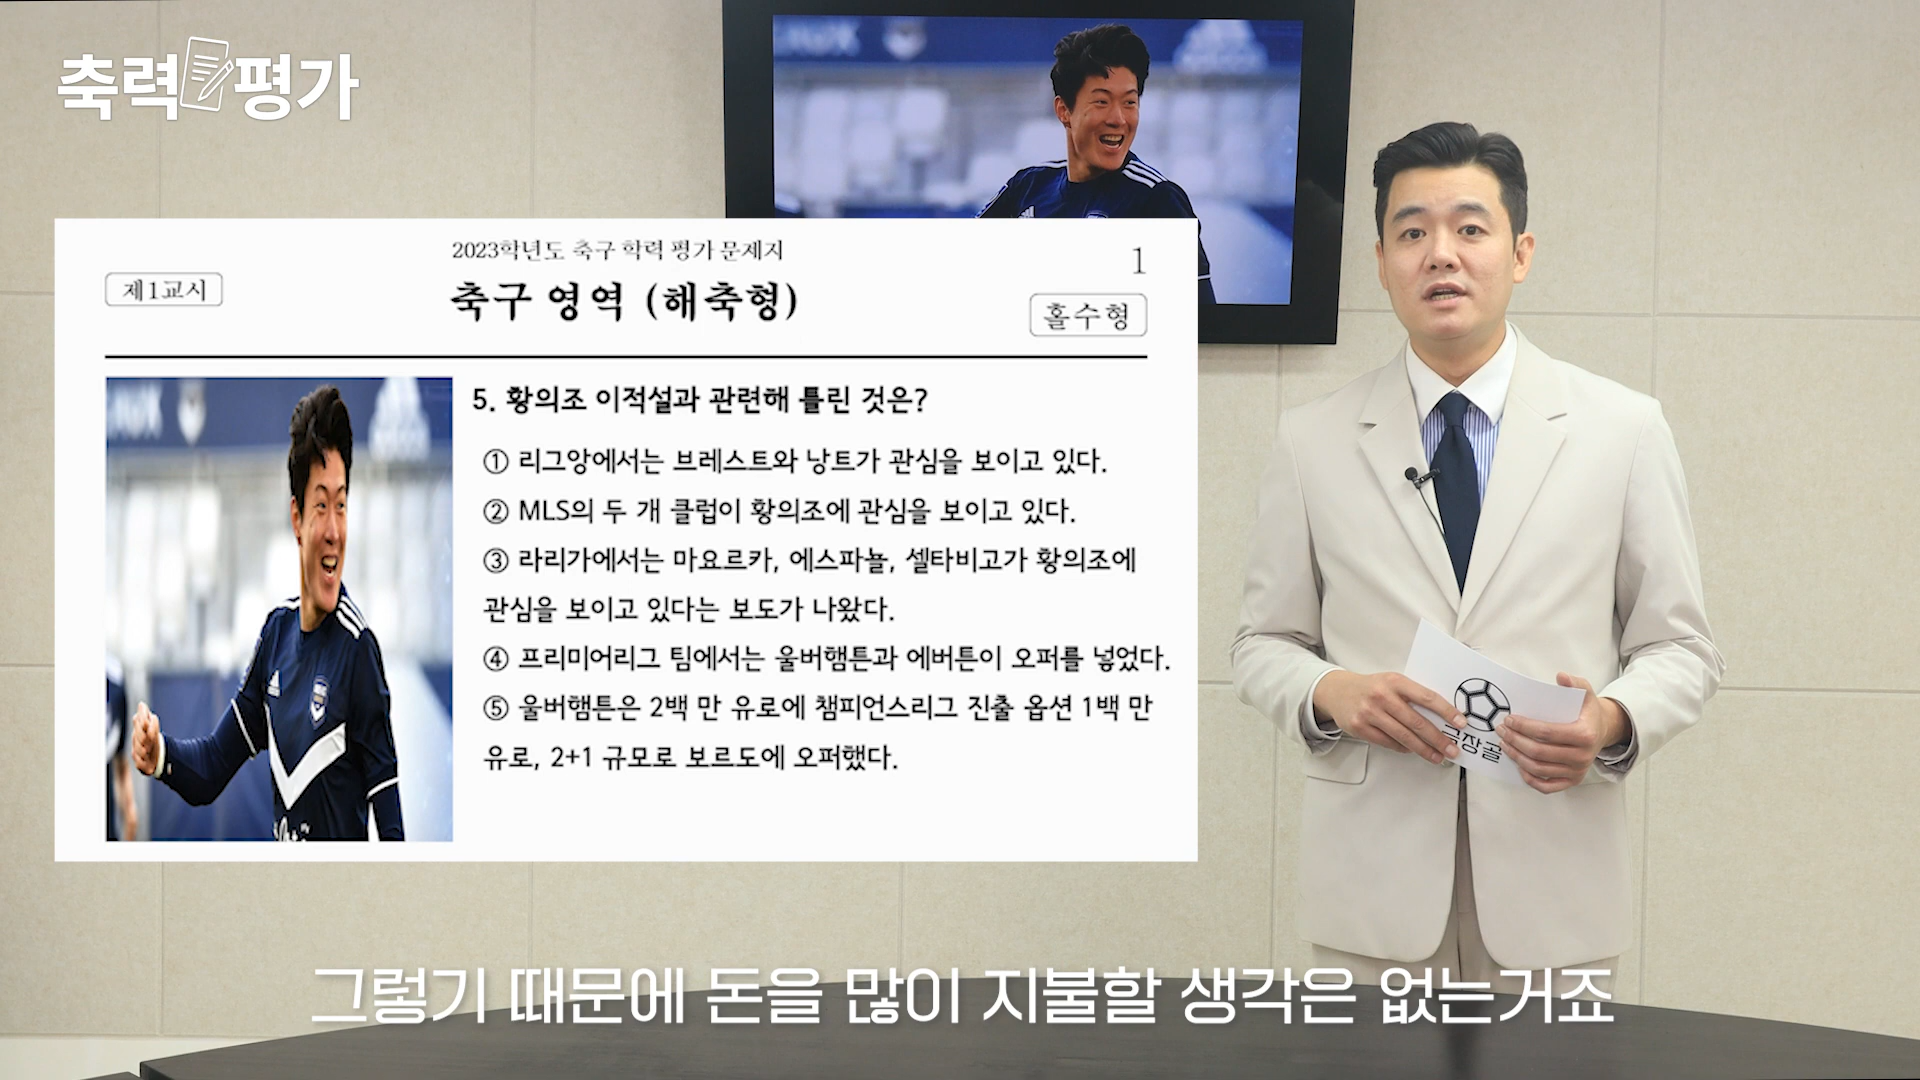 축력평가
2023학년도 축구 학력 평가 문제지
제1교시
1
축구 영역 (해축형)
홀수형
5. 황의조 이적설과 관련해 틀린 것은?
① 리그앙에서는 브레스트와 낭트가 관심을 보이고 있다.
② MLS의 두 개 클럽이 황의조에 관심을 보이고 있다.
③ 라리가에서는 마요르카, 에스파뇰, 셀타비고가 황의조에
관심을 보이고 있다는 보도가 나왔다.
④ 프리미어리그 팀에서는 울버햄튼과 에버튼이 오퍼를 넣었다.
⑤ 울버햄튼은 2백 만 유로에 챔피언스리그 진출 옵션 1백 만
유로, 2+1 규모로 보르도에 오퍼했다.
극장골
그렇기 때문에 돈을 많이 지불할 생각은 없는거죠